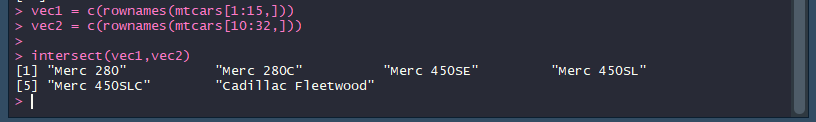 > vec1 = c(rownames(mtcars[1:15,]))
> vec2 = c(rownames(mtcars[10:32,]))
>
> intersect(vec1,vec2)
[1] "Merc 280" "Merc 280C" "Merc 450SE" "Merc 450SL"
[5] "Merc 450SLC" "Cadillac Fleetwood"
>